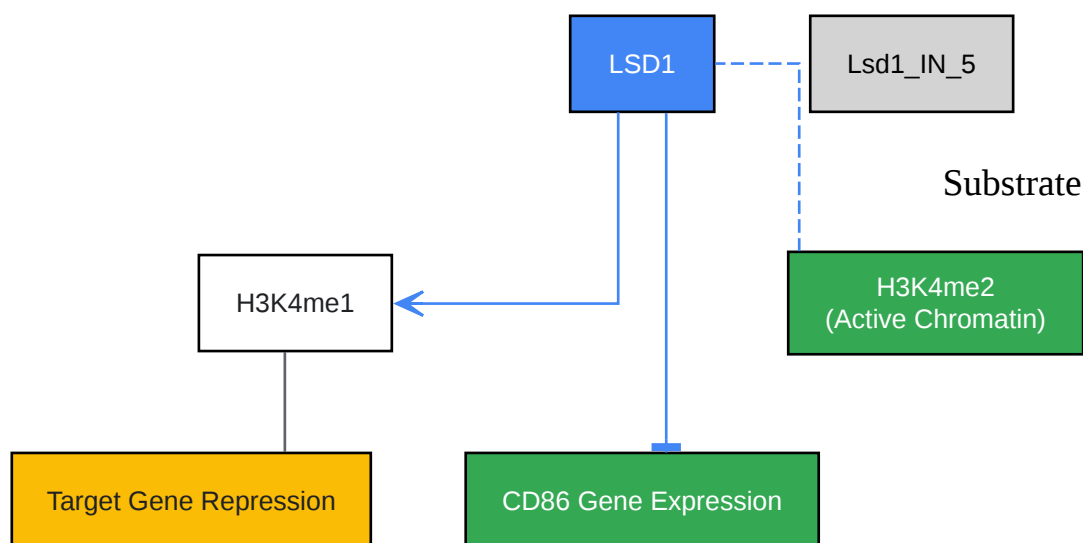 LSD1
Lsd1_IN_5
Substrate
H3K4me1
H3K4me2
(Active Chromatin)
Target Gene Repression
CD86 Gene Expression